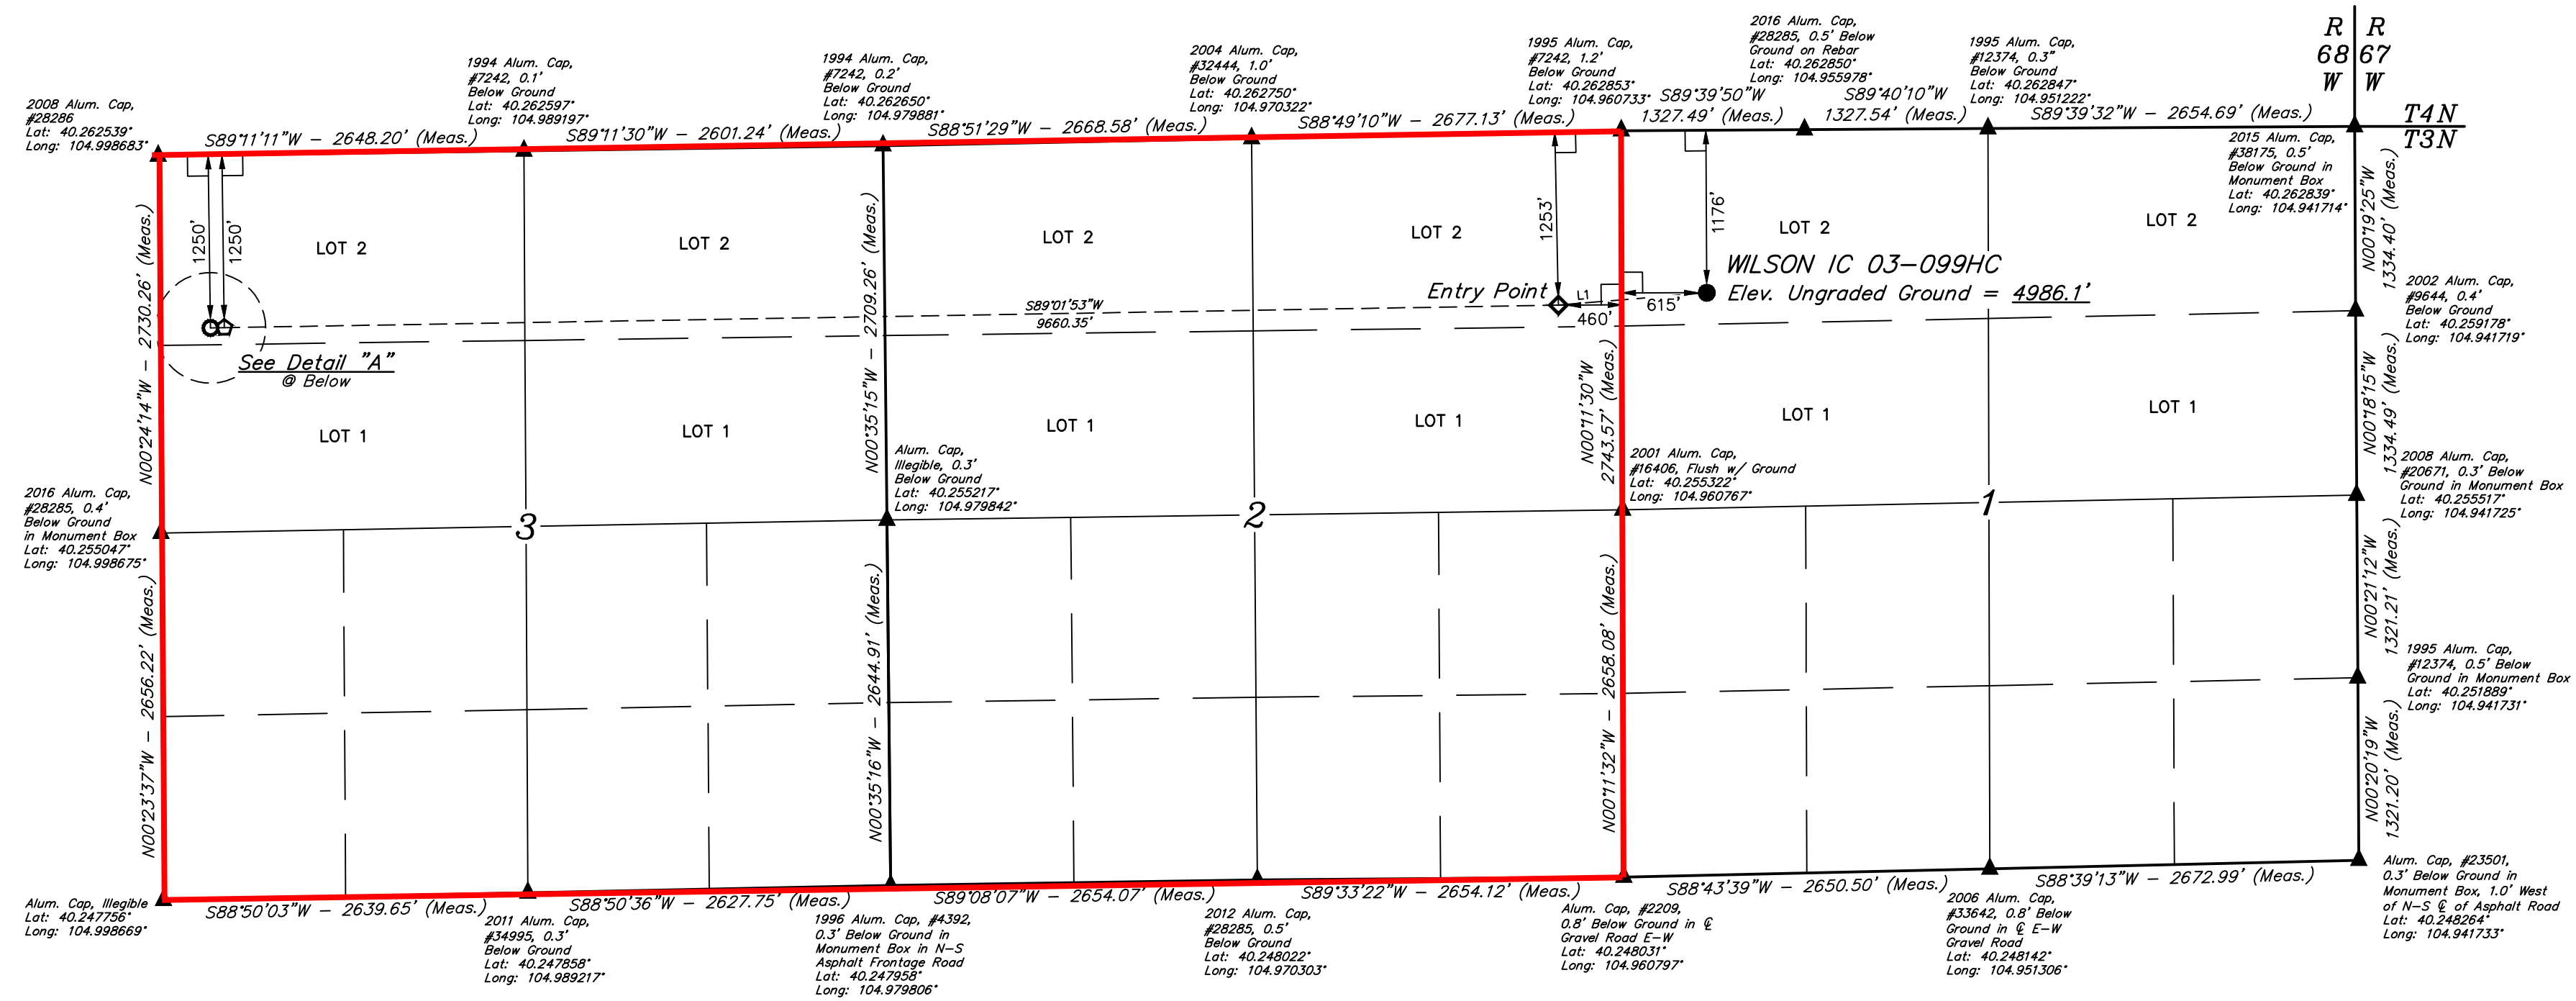 R R
68 67
W W
T4N
T3N
2008 Alum. Cap,
#28286
Lat: 40.262539°
Long: 104.998683°
1994 Alum. Cap,
#7242, 0.1'
Below Ground
Lat: 40.262597°
Long: 104.989197°
1994 Alum. Cap,
#7242, 0.2'
Below Ground
Lat: 40.262650°
Long: 104.979881°
2004 Alum. Cap,
#32444, 1.0'
Below Ground
Lat: 40.262750°
Long: 104.970322°
1995 Alum. Cap,
#7242, 1.2'
Below Ground
Lat: 40.262853°
Long: 104.960733°
2016 Alum. Cap,
#28285, 0.5' Below
Ground on Rebar
Lat: 40.262850°
Long: 104.955978°
1995 Alum. Cap,
#12374, 0.3"
Below Ground
Lat: 40.262847°
Long: 104.951222°
S89°11'11"W - 2648.20' (Meas.)
S89°11'30"W - 2601.24' (Meas.)
S88°51'29"W - 2668.58' (Meas.)
S88°49'10"W - 2677.13' (Meas.)
S89°39'50"W
1327.49' (Meas.)
S89°40'10"W
1327.54' (Meas.)
S89°39'32"W - 2654.69' (Meas.)
2015 Alum. Cap,
#38175, 0.5'
Below Ground in
Monument Box
Lat: 40.262839°
Long: 104.941714°
N00°19'25"W
1334.40' (Meas.)
N00°24'14"W - 2730.26' (Meas.)
1250'
1250'
LOT 2
LOT 2
N00°35'15"W - 2709.26' (Meas.)
LOT 2
LOT 2
1253'
1176'
LOT 2
LOT 2
WILSON IC 03-099HC
Elev. Ungraded Ground = 4986.1'
Entry Point
L1
460'
615'
S89°01'53"W
9660.35'
See Detail "A"
@ Below
2002 Alum. Cap,
#9644, 0.4'
Below Ground
Lat: 40.259178°
Long: 104.941719°
N00°18'15"W
1334.49' (Meas.)
N00°11'30"W
2743.57' (Meas.)
LOT 1
LOT 1
LOT 1
LOT 1
LOT 1
LOT 1
2016 Alum. Cap,
#28285, 0.4'
Below Ground
in Monument Box
Lat: 40.255047°
Long: 104.998675°
Alum. Cap,
Illegible, 0.3'
Below Ground
Lat: 40.255217°
Long: 104.979842°
2001 Alum. Cap,
#16406, Flush w/ Ground
Lat: 40.255322°
Long: 104.960767°
2008 Alum. Cap,
#20671, 0.3' Below
Ground in Monument Box
Lat: 40.255517°
Long: 104.941725°
3
2
1
N00°23'37"W - 2656.22' (Meas.)
N00°35'16"W - 2644.91' (Meas.)
N00°11'32"W - 2658.08' (Meas.)
N00°21'12"W
1321.21' (Meas.)
1995 Alum. Cap,
#12374, 0.5' Below
Ground in Monument Box
Lat: 40.251889°
Long: 104.941731°
N00°20'19"W
1321.20' (Meas.)
Alum. Cap, Illegible
Lat: 40.247756°
Long: 104.998669°
S88°50'03"W - 2639.65' (Meas.)
S88°50'36"W - 2627.75' (Meas.)
S89°08'07"W - 2654.07' (Meas.)
S89°33'22"W - 2654.12' (Meas.)
S88°43'39"W - 2650.50' (Meas.)
S88°39'13"W - 2672.99' (Meas.)
2011 Alum. Cap,
#34995, 0.3'
Below Ground
Lat: 40.247858°
Long: 104.989217°
1996 Alum. Cap, #4392,
0.3' Below Ground in
Monument Box in N-S
Asphalt Frontage Road
Lat: 40.247958°
Long: 104.979806°
2012 Alum. Cap,
#28285, 0.5'
Below Ground
Lat: 40.248022°
Long: 104.970303°
Alum. Cap, #2209,
0.8' Below Ground in ℄
Gravel Road E-W
Lat: 40.248031°
Long: 104.960797°
2006 Alum. Cap,
#33642, 0.8' Below
Ground in ℄ E-W
Gravel Road
Lat: 40.248142°
Long: 104.951306°
Alum. Cap, #23501,
0.3' Below Ground in
Monument Box, 1.0' West
of N-S ℄ of Asphalt Road
Lat: 40.248264°
Long: 104.941733°